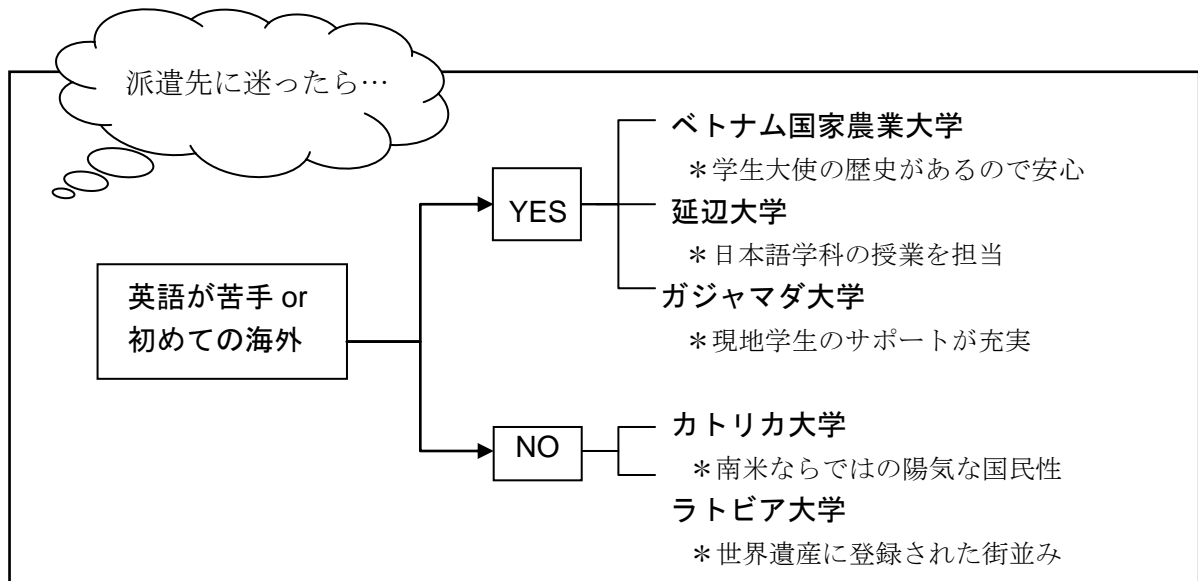 派遣先に迷ったら…
英語が苦手 or
初めての海外
YES
ベトナム国家農業大学
＊学生大使の歴史があるので安心
延辺大学
＊日本語学科の授業を担当
ガジャマダ大学
＊現地学生のサポートが充実
NO
カトリカ大学
＊南米ならではの陽気な国民性
ラトビア大学
＊世界遺産に登録された街並み